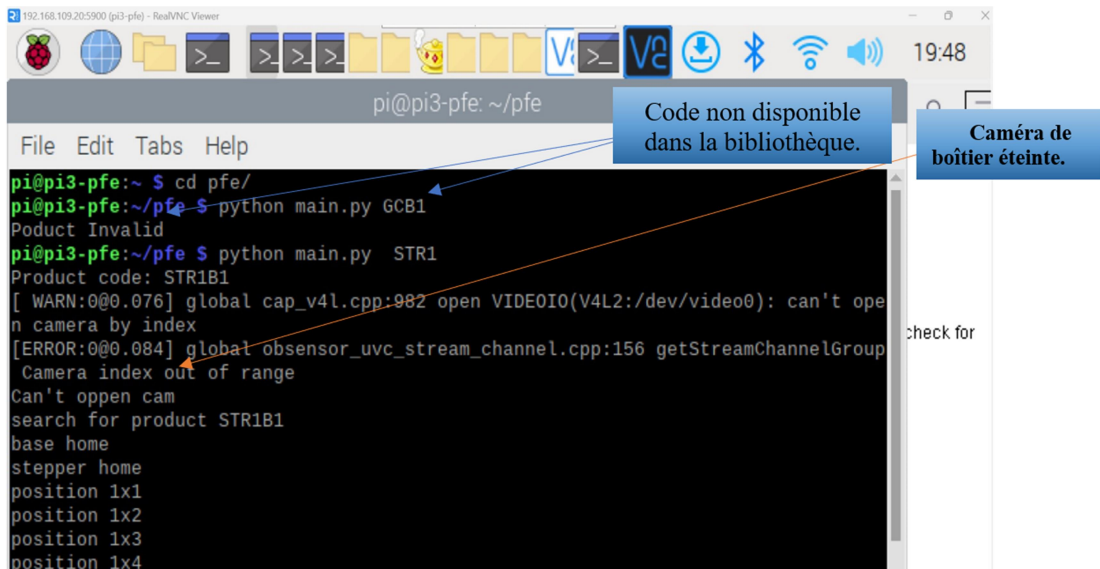 192.168.109.20:5900 (pi3-pfe) - RealVNC Viewer
19:48
pi@pi3-pfe: ~/pfe
Code non disponible
dans la bibliothèque.
Caméra de
boîtier éteinte.
File Edit Tabs Help
pi@pi3-pfe:~ $ cd pfe/
pi@pi3-pfe:~/pfe $ python main.py GCB1
Poduct Invalid
pi@pi3-pfe:~/pfe $ python main.py  STR1
Product code: STR1B1
[ WARN:0@0.076] global cap_v4l.cpp:982 open VIDEOIO(V4L2:/dev/video0): can't ope
n camera by index
[ERROR:0@0.084] global obsensor_uvc_stream_channel.cpp:156 getStreamChannelGroup
Camera index out of range
check for
Can't oppen cam
search for product STR1B1
base home
stepper home
position 1x1
position 1x2
position 1x3
position 1x4